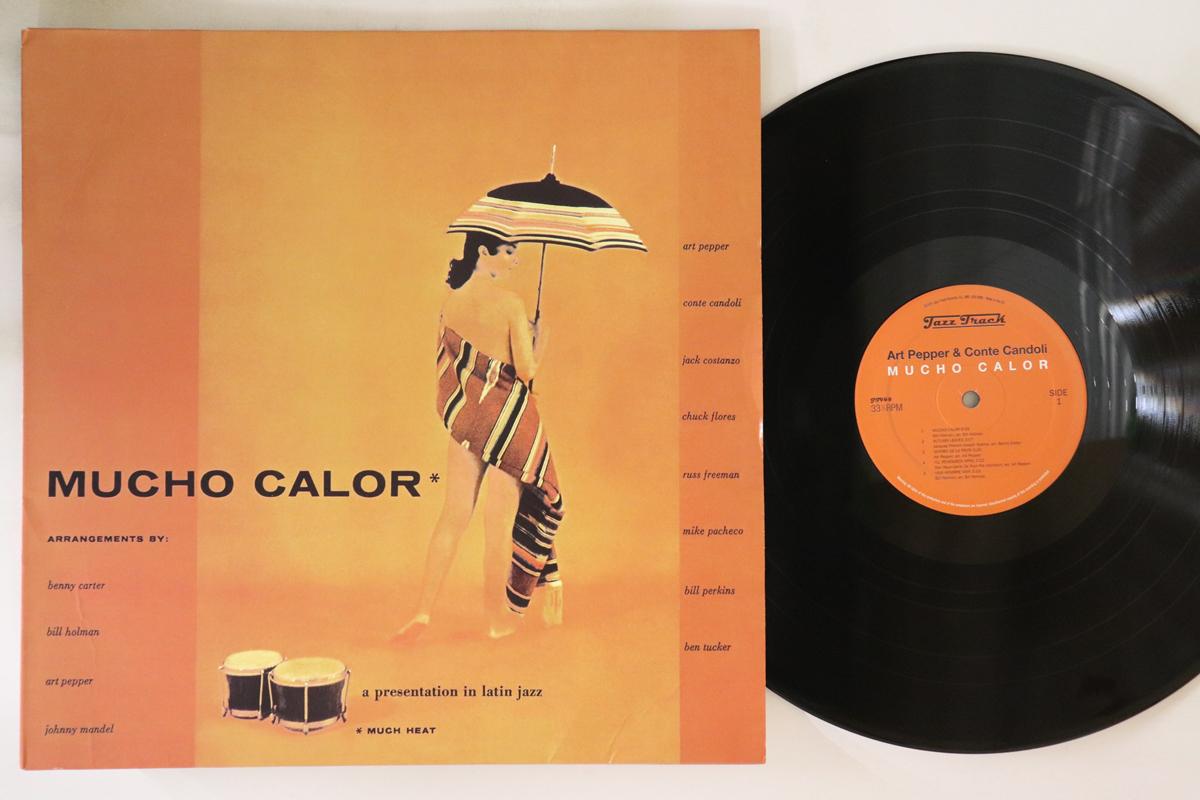 MUCHO CALOR*
ARRANGEMENTS BY:
benny carter
bill holman
art pepper
johnny mandel
a presentation in latin jazz
* MUCH HEAT
art pepper
conte candoli
jack costanzo
chuck flores
russ freeman
mike pacheco
bill perkins
ben tucker
Jazz Track
Art Pepper & Conte Candoli
MUCHO CALOR
33⅓RPM
SIDE
1